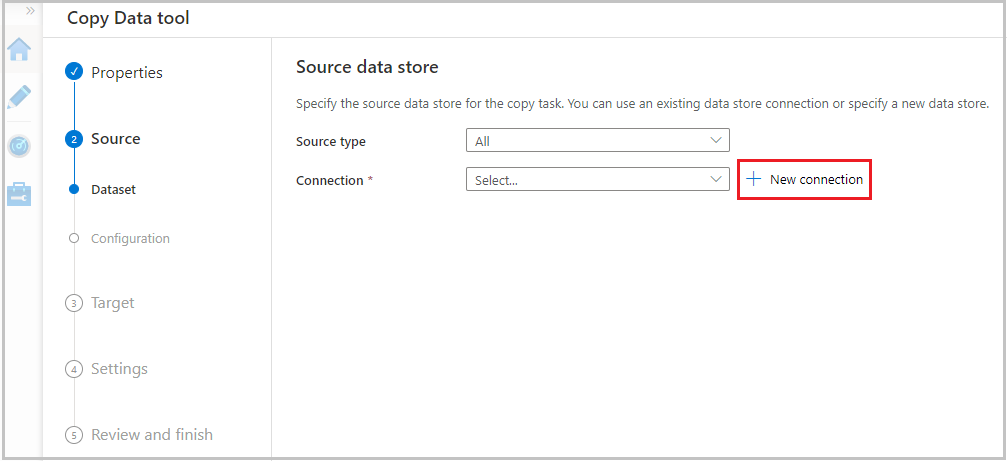 Copy Data tool
Properties
2 Source
Dataset
Configuration
3 Target
4 Settings
5 Review and finish
Source data store
Specify the source data store for the copy task. You can use an existing data store connection or specify a new data store.
Source type All
Connection * Select... New connection